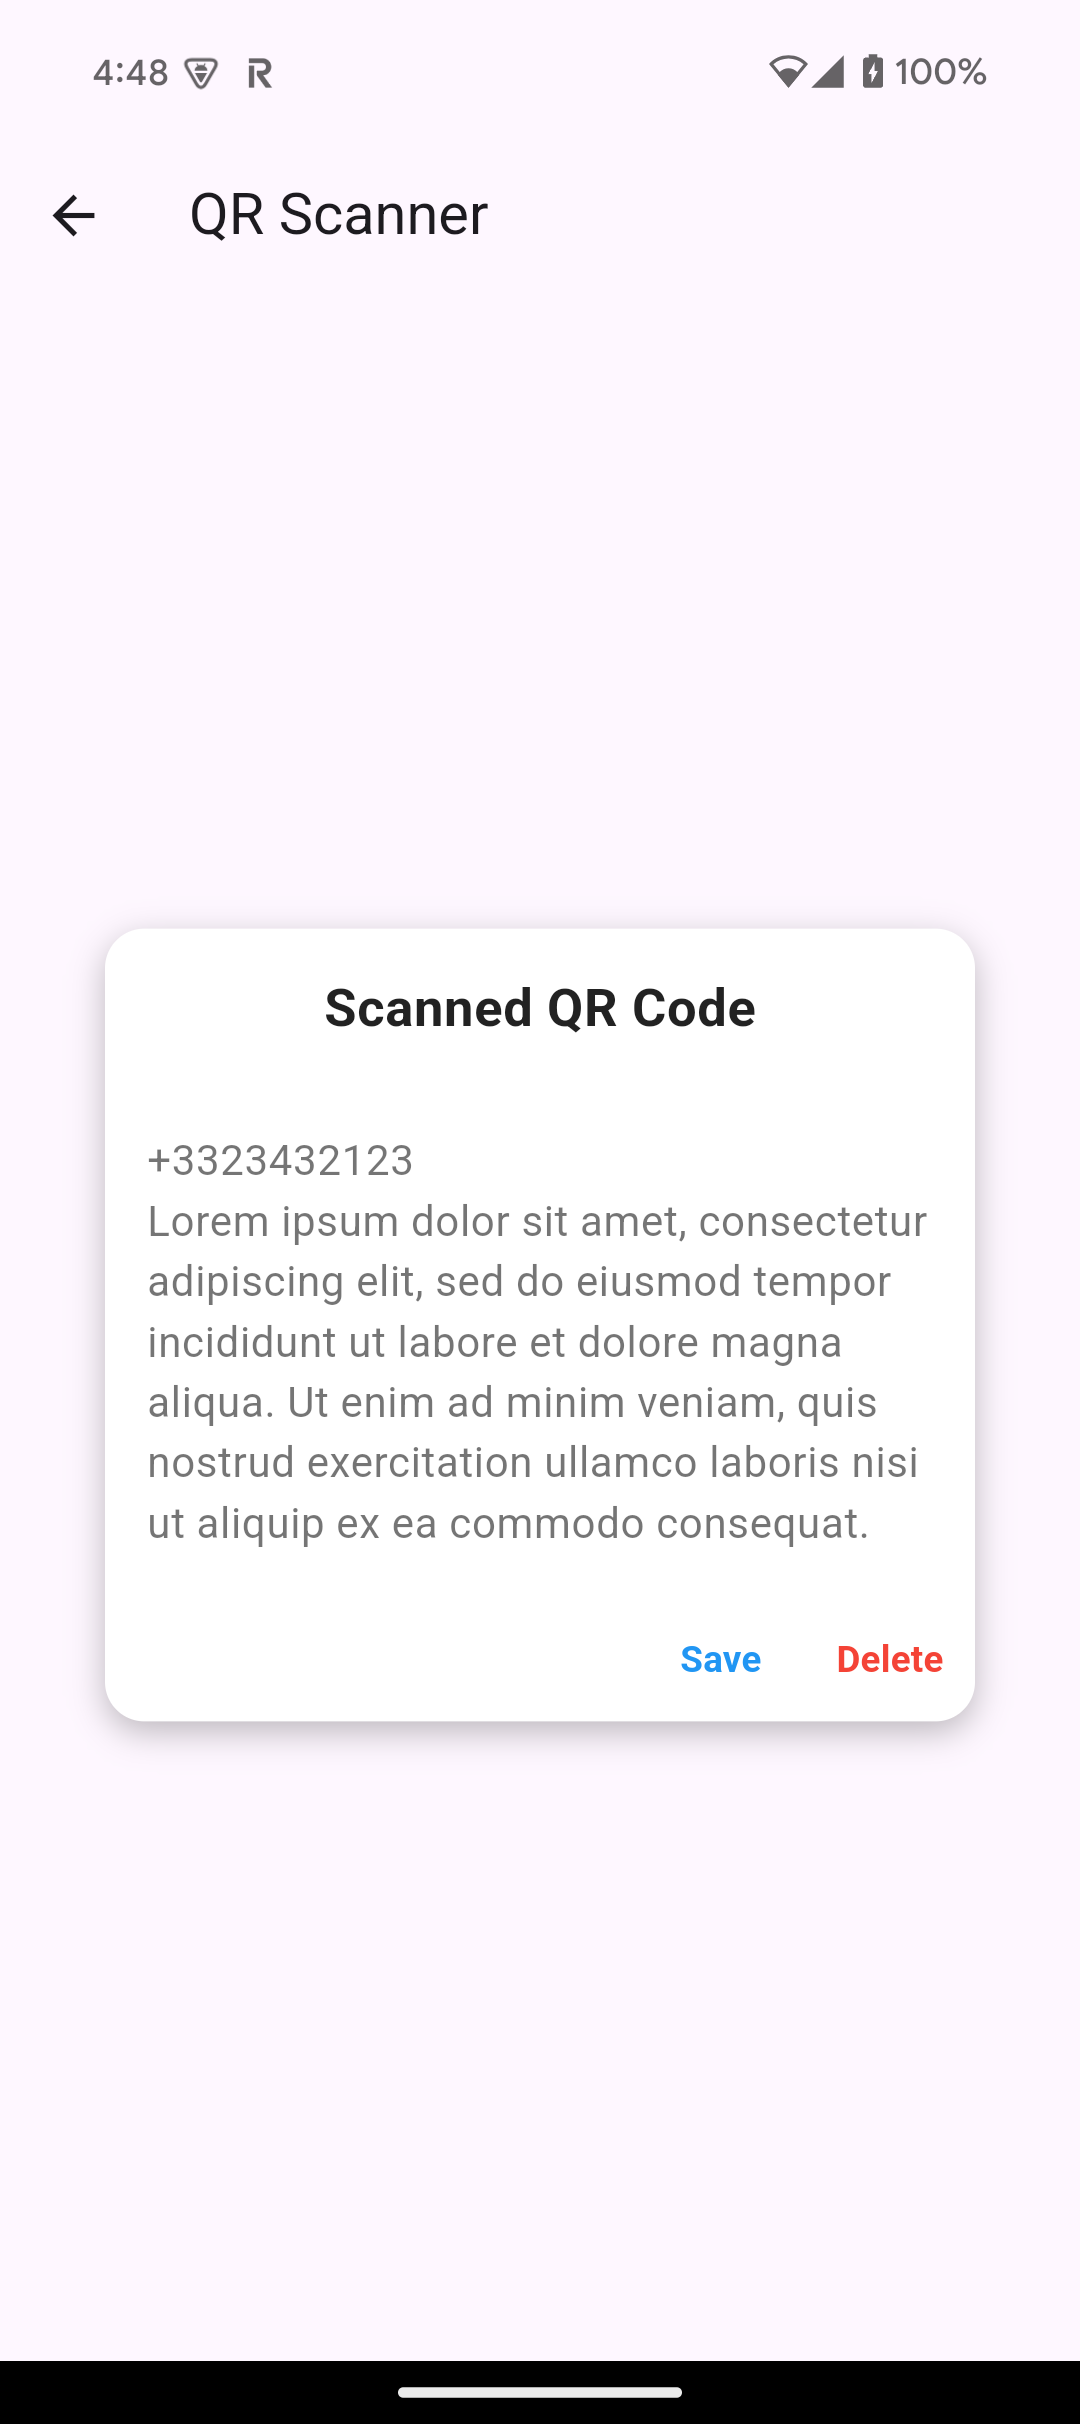 4:48
100%
QR Scanner
Scanned QR Code
+3323432123
Lorem ipsum dolor sit amet, consectetur
adipiscing elit, sed do eiusmod tempor
incididunt ut labore et dolore magna
aliqua. Ut enim ad minim veniam, quis
nostrud exercitation ullamco laboris nisi
ut aliquip ex ea commodo consequat.
Save
Delete